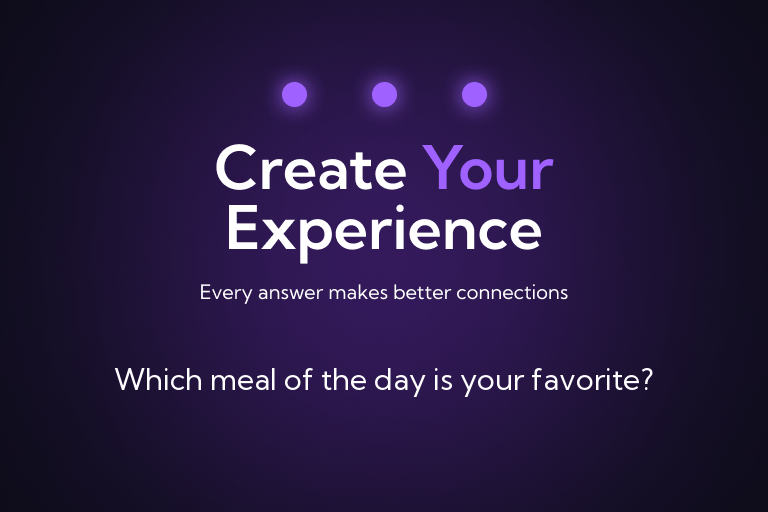 Create Your
Experience
Every answer makes better connections
Which meal of the day is your favorite?